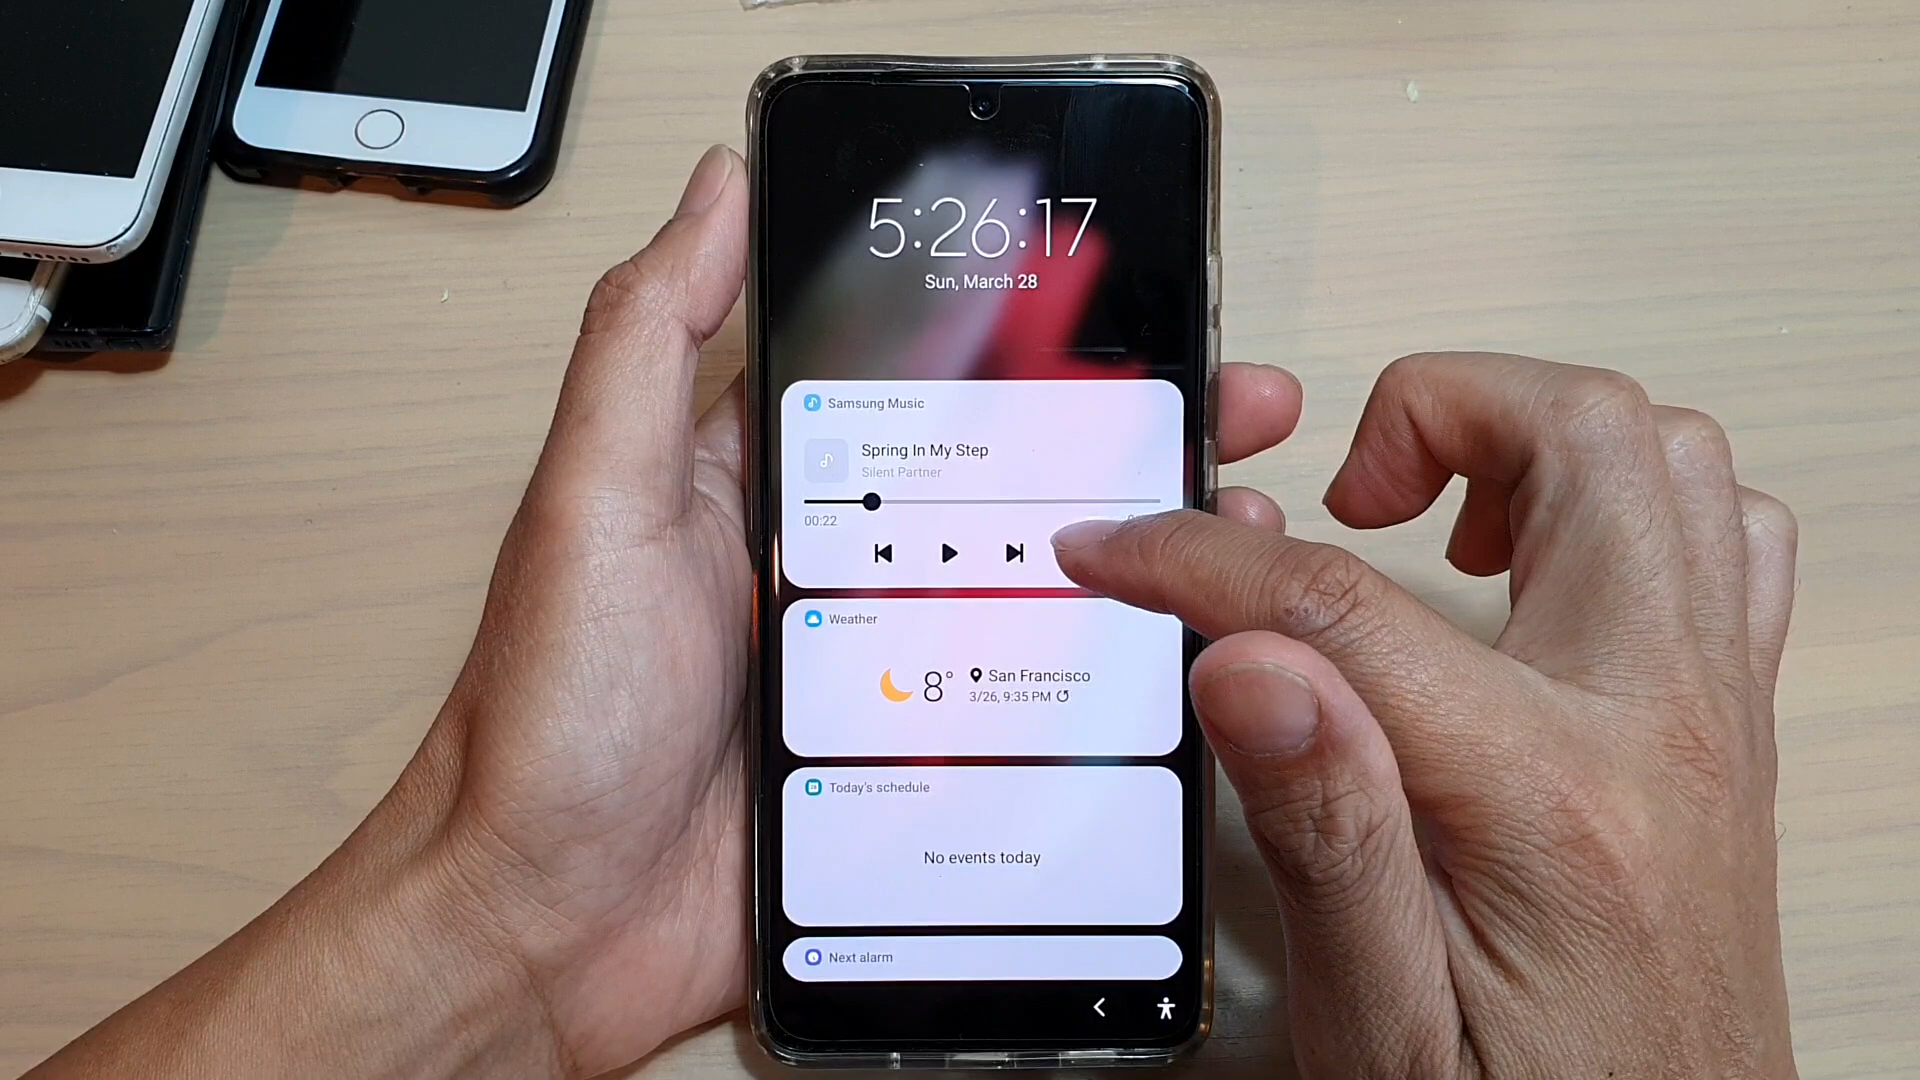 5:26:17
Sun, March 28
Samsung Music
Spring In My Step
Silent Partner
00:22
Weather
8°
San Francisco
3/26, 9:35 PM
Today's schedule
No events today
Next alarm